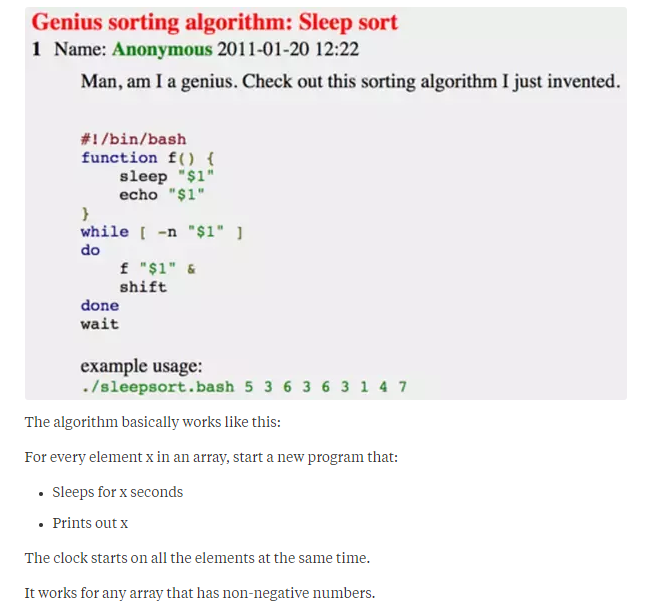 Genius sorting algorithm: Sleep sort
1 Name: Anonymous 2011-01-20 12:22
Man, am I a genius. Check out this sorting algorithm I just invented.
#!/bin/bash
function f() {
    sleep "$1"
    echo "$1"
}
while [ -n "$1" ]
do
    f "$1" &
    shift
done
wait
example usage:
./sleepsort.bash 5 3 6 3 6 3 1 4 7
The algorithm basically works like this:
For every element x in an array, start a new program that:
• Sleeps for x seconds
• Prints out x
The clock starts on all the elements at the same time.
It works for any array that has non-negative numbers.